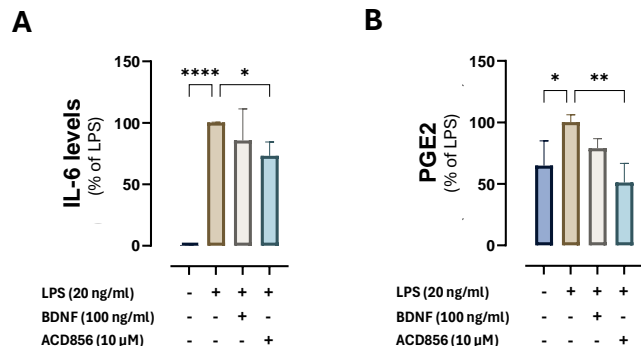 A
B
150
100
50
0
IL-6 levels
(% of LPS)
**** *
LPS (20 ng/ml) - + + +
BDNF (100 ng/ml) - - + -
ACD856 (10 µM) - - - +
150
100
50
0
PGE2
(% of LPS)
* **
LPS (20 ng/ml) - + + +
BDNF (100 ng/ml) - - + -
ACD856 (10 µM) - - - +